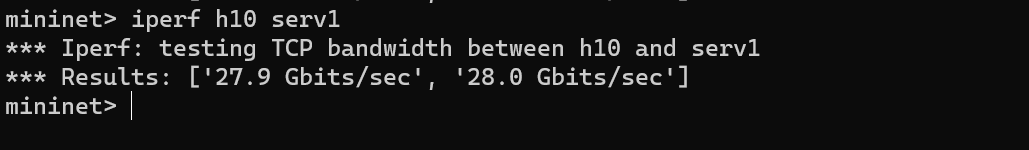 mininet> iperf h10 serv1
*** Iperf: testing TCP bandwidth between h10 and serv1
*** Results: ['27.9 Gbits/sec', '28.0 Gbits/sec']
mininet>